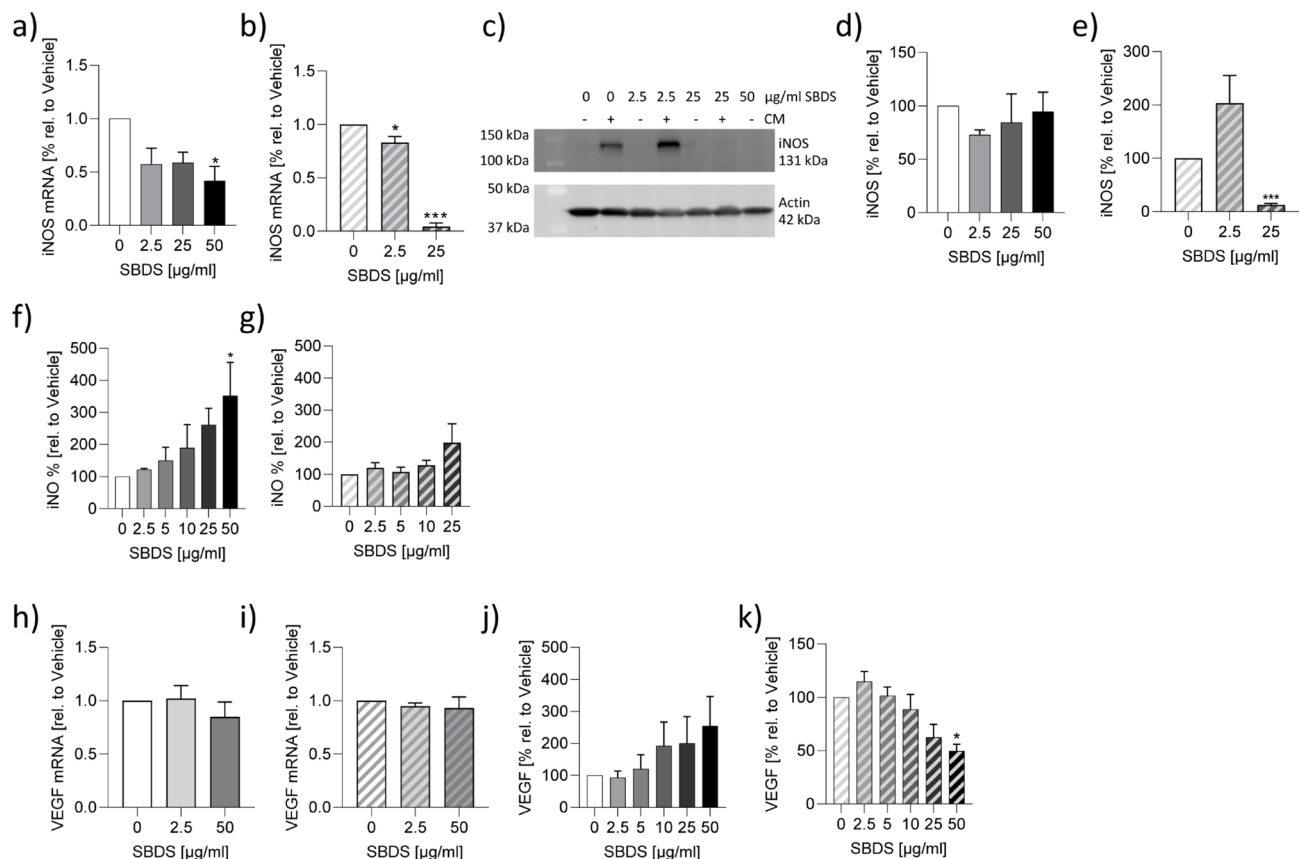 a)
iNOS mRNA [% rel. to Vehicle]
1.5
1.0
0.5
0.0
0 2.5 25 50
SBDS [µg/ml]
*
b)
iNOS mRNA [% rel. to Vehicle]
1.5
1.0
0.5
0.0
0 2.5 25
SBDS [µg/ml]
*
***
c)
0 0 2.5 2.5 25 25 50 µg/ml SBDS
- + - + - + - CM
150 kDa
100 kDa
iNOS
131 kDa
50 kDa
37 kDa
Actin
42 kDa
d)
iNOS [% rel. to Vehicle]
150
100
50
0
0 2.5 25 50
SBDS [µg/ml]
e)
iNOS [% rel. to Vehicle]
300
200
100
0
0 2.5 25
SBDS [µg/ml]
***
f)
iNO % [rel. to Vehicle]
500
400
300
200
100
0
0 2.5 5 10 25 50
SBDS [µg/ml]
*
g)
iNO % [rel. to Vehicle]
500
400
300
200
100
0
0 2.5 5 10 25
SBDS [µg/ml]
h)
VEGF mRNA [rel. to Vehicle]
1.5
1.0
0.5
0.0
0 2.5 50
SBDS [µg/ml]
i)
VEGF mRNA [rel. to Vehicle]
1.5
1.0
0.5
0.0
0 2.5 50
SBDS [µg/ml]
j)
VEGF [% rel. to Vehicle]
500
400
300
200
100
0
0 2.5 5 10 25 50
SBDS [µg/ml]
k)
VEGF [% rel. to Vehicle]
150
100
50
0
0 2.5 5 10 25 50
SBDS [µg/ml]
*